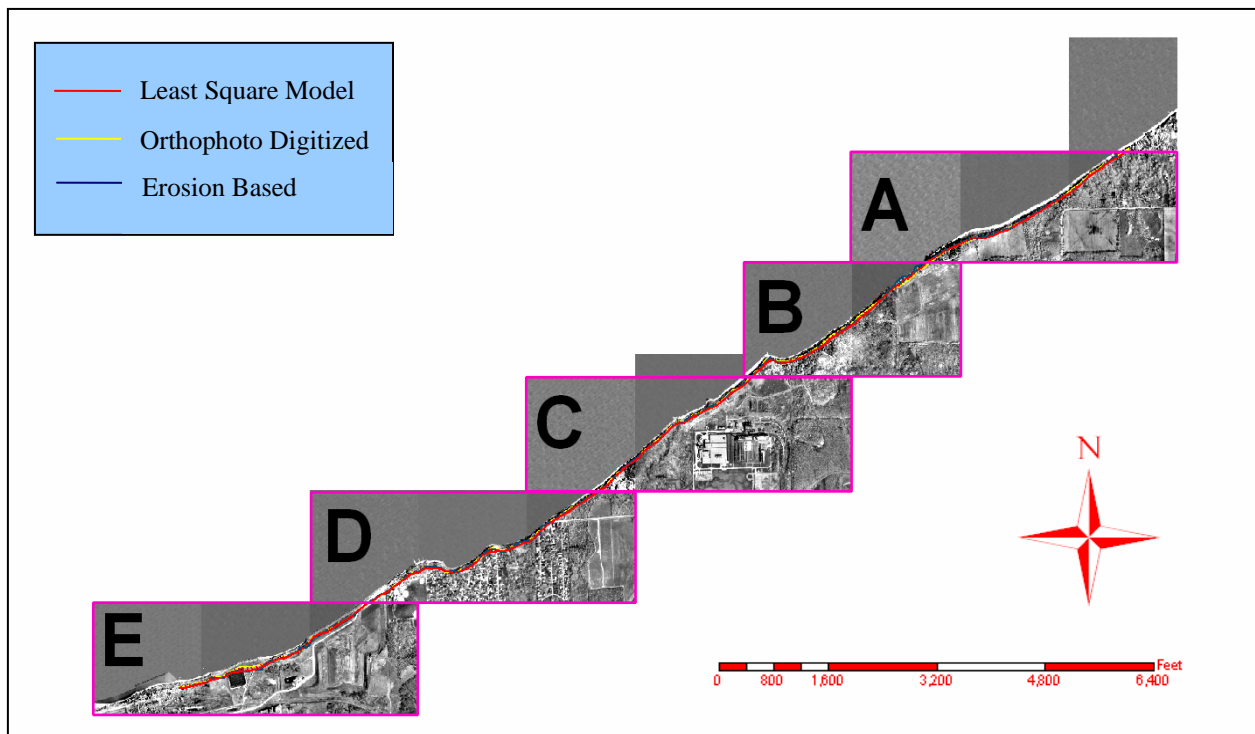 Least Square Model
Orthophoto Digitized
Erosion Based
A
B
C
D
E
N
Feet
0 800 1,600 3,200 4,800 6,400